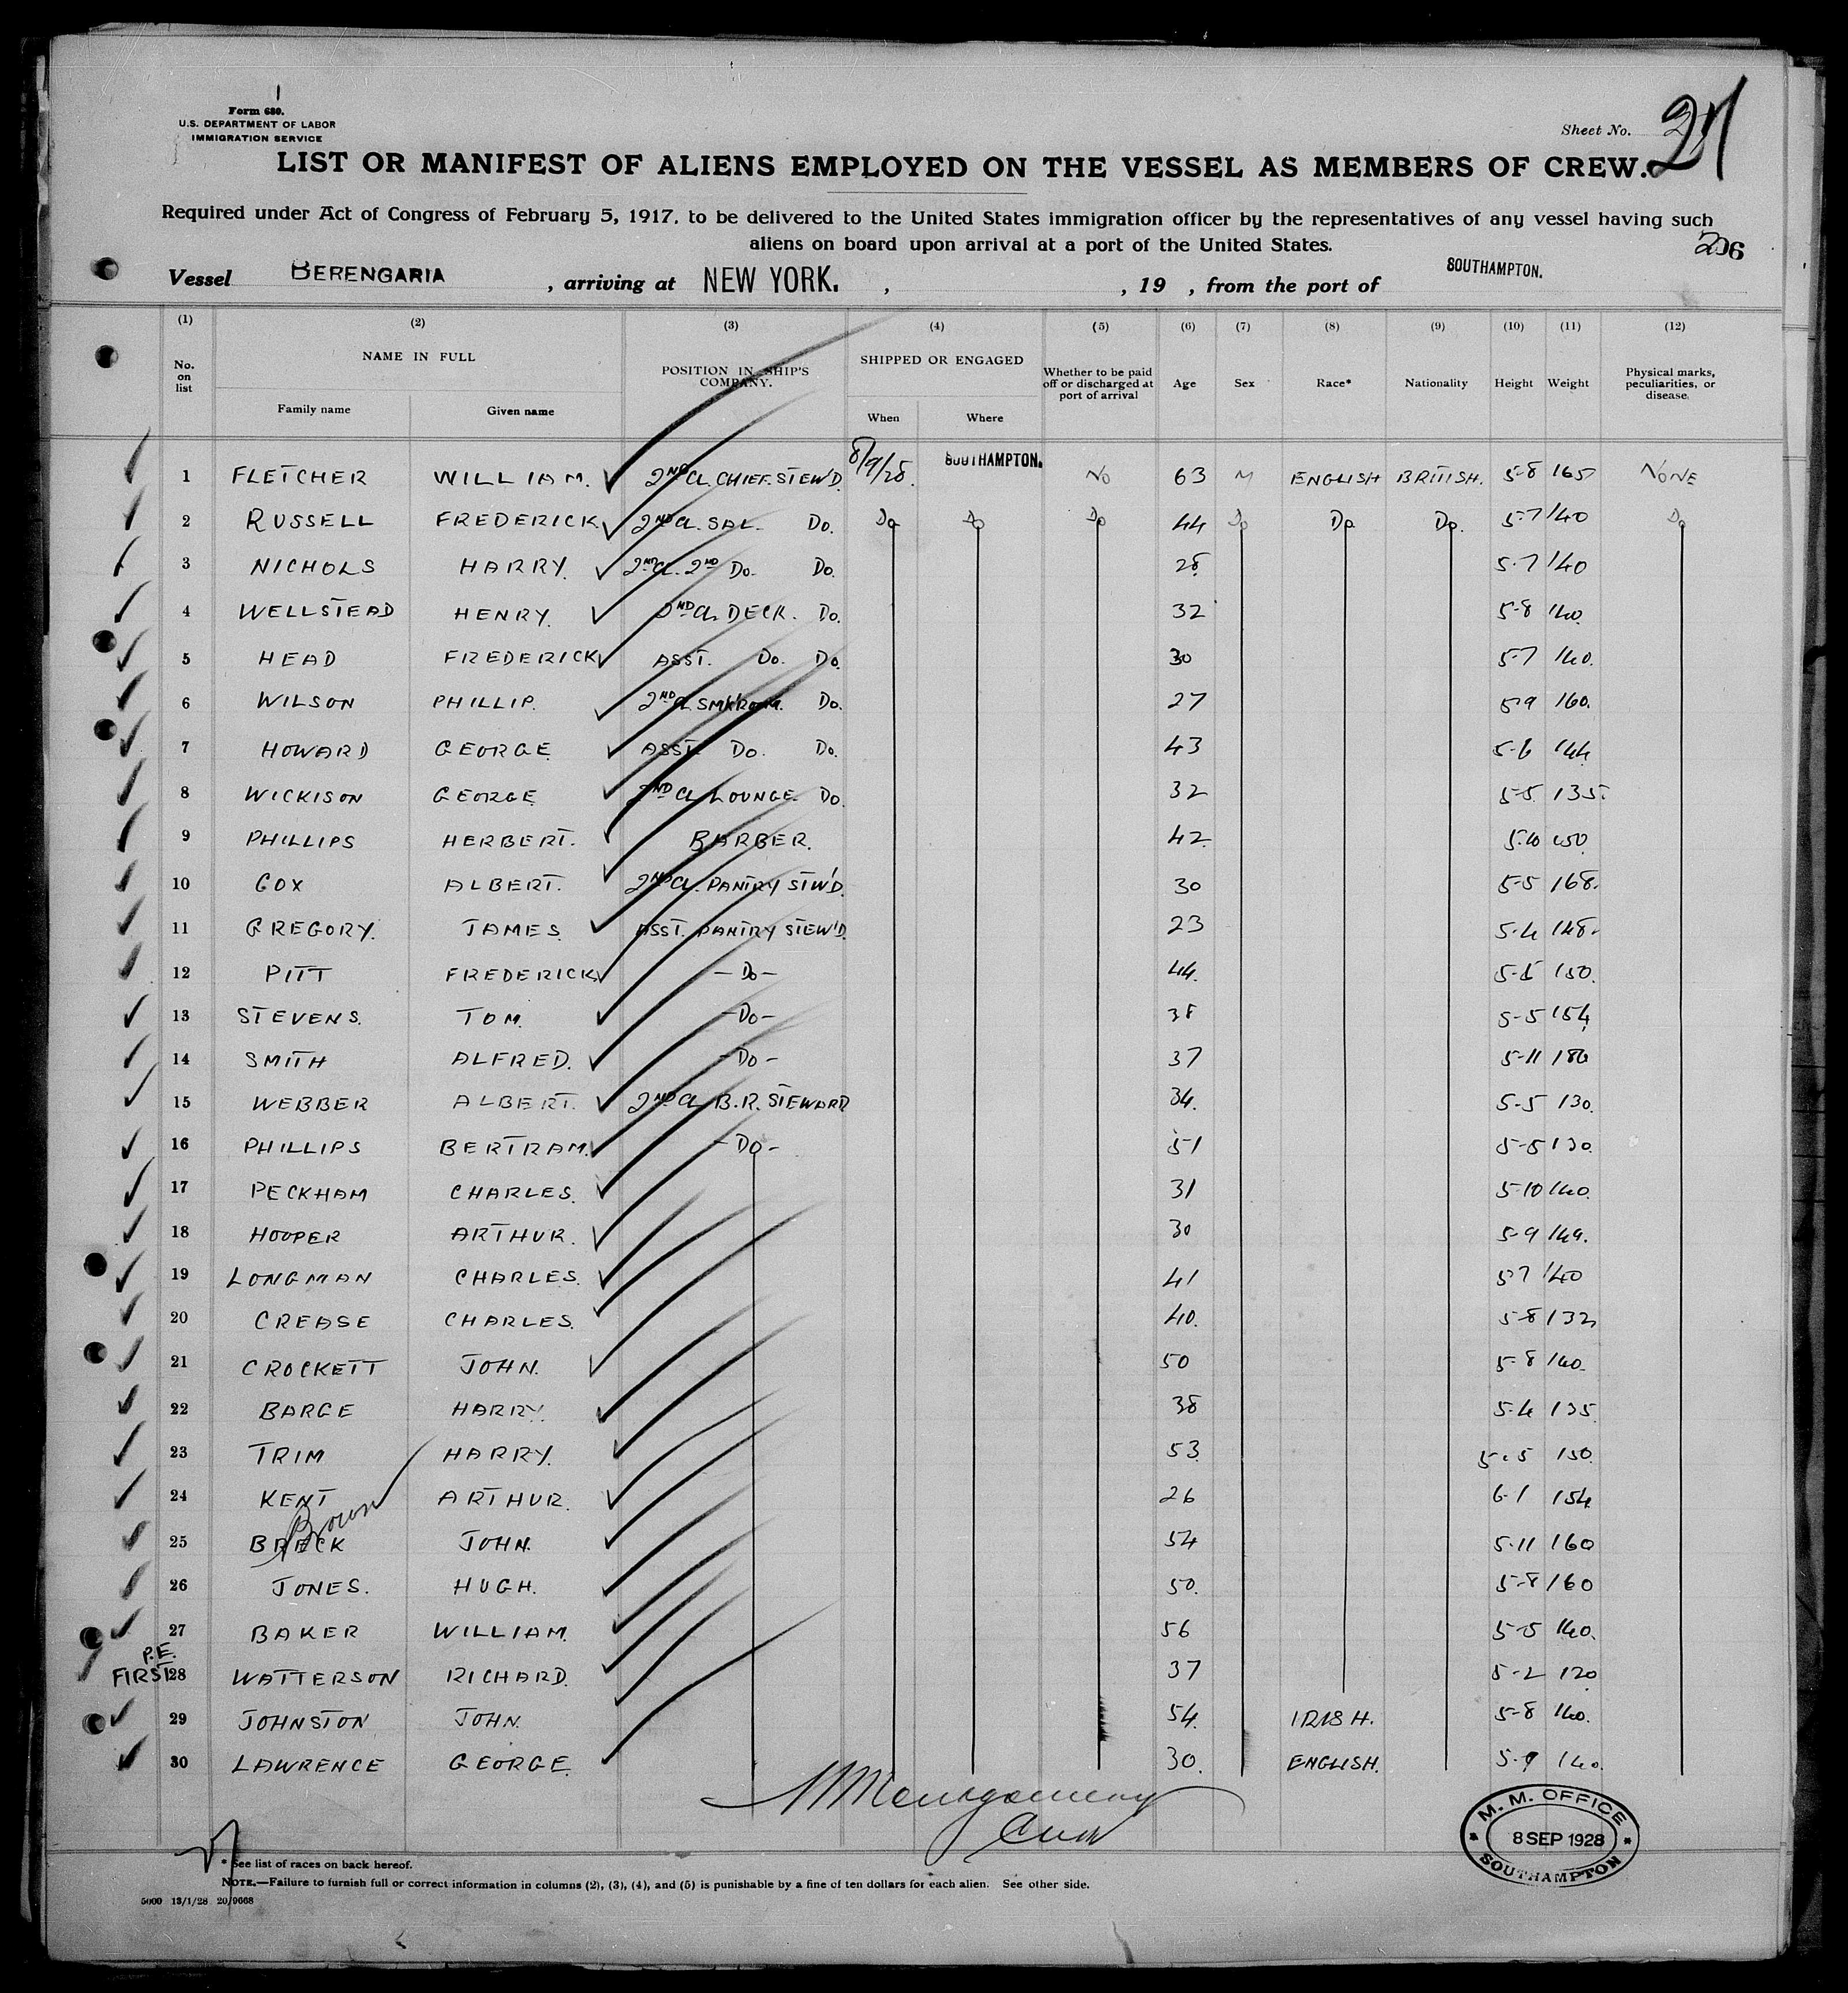 Form 680.
U.S. DEPARTMENT OF LABOR
IMMIGRATION SERVICE
Sheet No.
LIST OR MANIFEST OF ALIENS EMPLOYED ON THE VESSEL AS MEMBERS OF CREW.
Required under Act of Congress of February 5, 1917, to be delivered to the United States immigration officer by the representatives of any vessel having such
aliens on board upon arrival at a port of the United States.
206
Vessel BERENGARIA , arriving at NEW YORK. , , 19 , from the port of SOUTHAMPTON.
(1) (2) (3) (4) (5) (6) (7) (8) (9) (10) (11) (12)
No. on list NAME IN FULL Family name Given name POSITION IN SHIP'S COMPANY. SHIPPED OR ENGAGED When Where Whether to be paid off or discharged at port of arrival Age Sex Race* Nationality Height Weight Physical marks, peculiarities, or disease.
1 FLETCHER WILLIAM. 2ND CL. CHIEF. STEW'D. 8/9/28. SOUTHAMPTON. No 63 M ENGLISH BRITISH. 5-8 165 NONE
2 RUSSELL FREDERICK 2ND CL. SAL. Do. Do Do Do 44 Do Do. Do. 5-7 140 Do
3 NICHOLS HARRY. 2ND CL. 2ND Do. Do. 28 5-7 140
4 WELLSTEAD HENRY. 2ND CL. DECK. Do. 32 5-8 140.
5 HEAD FREDERICK ASST. Do. Do. 30 5-7 140.
6 WILSON PHILLIP. 2ND CL SMKROOM. Do. 27 5-9 160.
7 HOWARD GEORGE ASST. Do. Do. 43 5-6 144
8 WICKISON GEORGE 2ND CL LOUNGE Do. 32 5-5 135.
9 PHILLIPS HERBERT. BARBER. 42 5.10 150.
10 COX ALBERT. 2ND CL. PANTRY STW'D. 30 5-5 168.
11 GREGORY. JAMES. ASST. PANTRY STEW'D. 23 5-4 148.
12 PITT FREDERICK - Do - 44. 5-5 150.
13 STEVENS. TOM. - Do - 38 5-5 154
14 SMITH ALFRED. - Do - 37 5-11 180
15 WEBBER ALBERT. 2ND CL B.R. STEWARD 34. 5-5 130.
16 PHILLIPS BERTRAM. - Do - 51 5-5 130.
17 PECKHAM CHARLES. 31 5-10 140.
18 HOOPER ARTHUR. 30 5-9 149.
19 LONGMAN CHARLES. 41 5-7 140
20 CREASE CHARLES. 40. 5-8 132
21 CROCKETT JOHN. 50 5-8 140.
22 BARGE HARRY. 38 5-4 135.
23 TRIM HARRY. 53 5.5 150.
24 KENT ARTHUR. 26 6-1 154
Brown
25 BRECK JOHN. 54 5-11 160
26 JONES. HUGH. 50. 5-8 160
27 BAKER WILLIAM. 56 5-5 140.
P.E.
FIRST 28 WATTERSON RICHARD. 37 5-2 120
29 JOHNSTON JOHN. 54. IRISH. 5-8 140.
30 LAWRENCE GEORGE. 30. ENGLISH. 5-9 140.
Montgomery
M. M. OFFICE
8 SEP 1928
SOUTHAMPTON
* See list of races on back hereof.
NOTE.—Failure to furnish full or correct information in columns (2), (3), (4), and (5) is punishable by a fine of ten dollars for each alien. See other side.
5000 13/1/28 20/9668